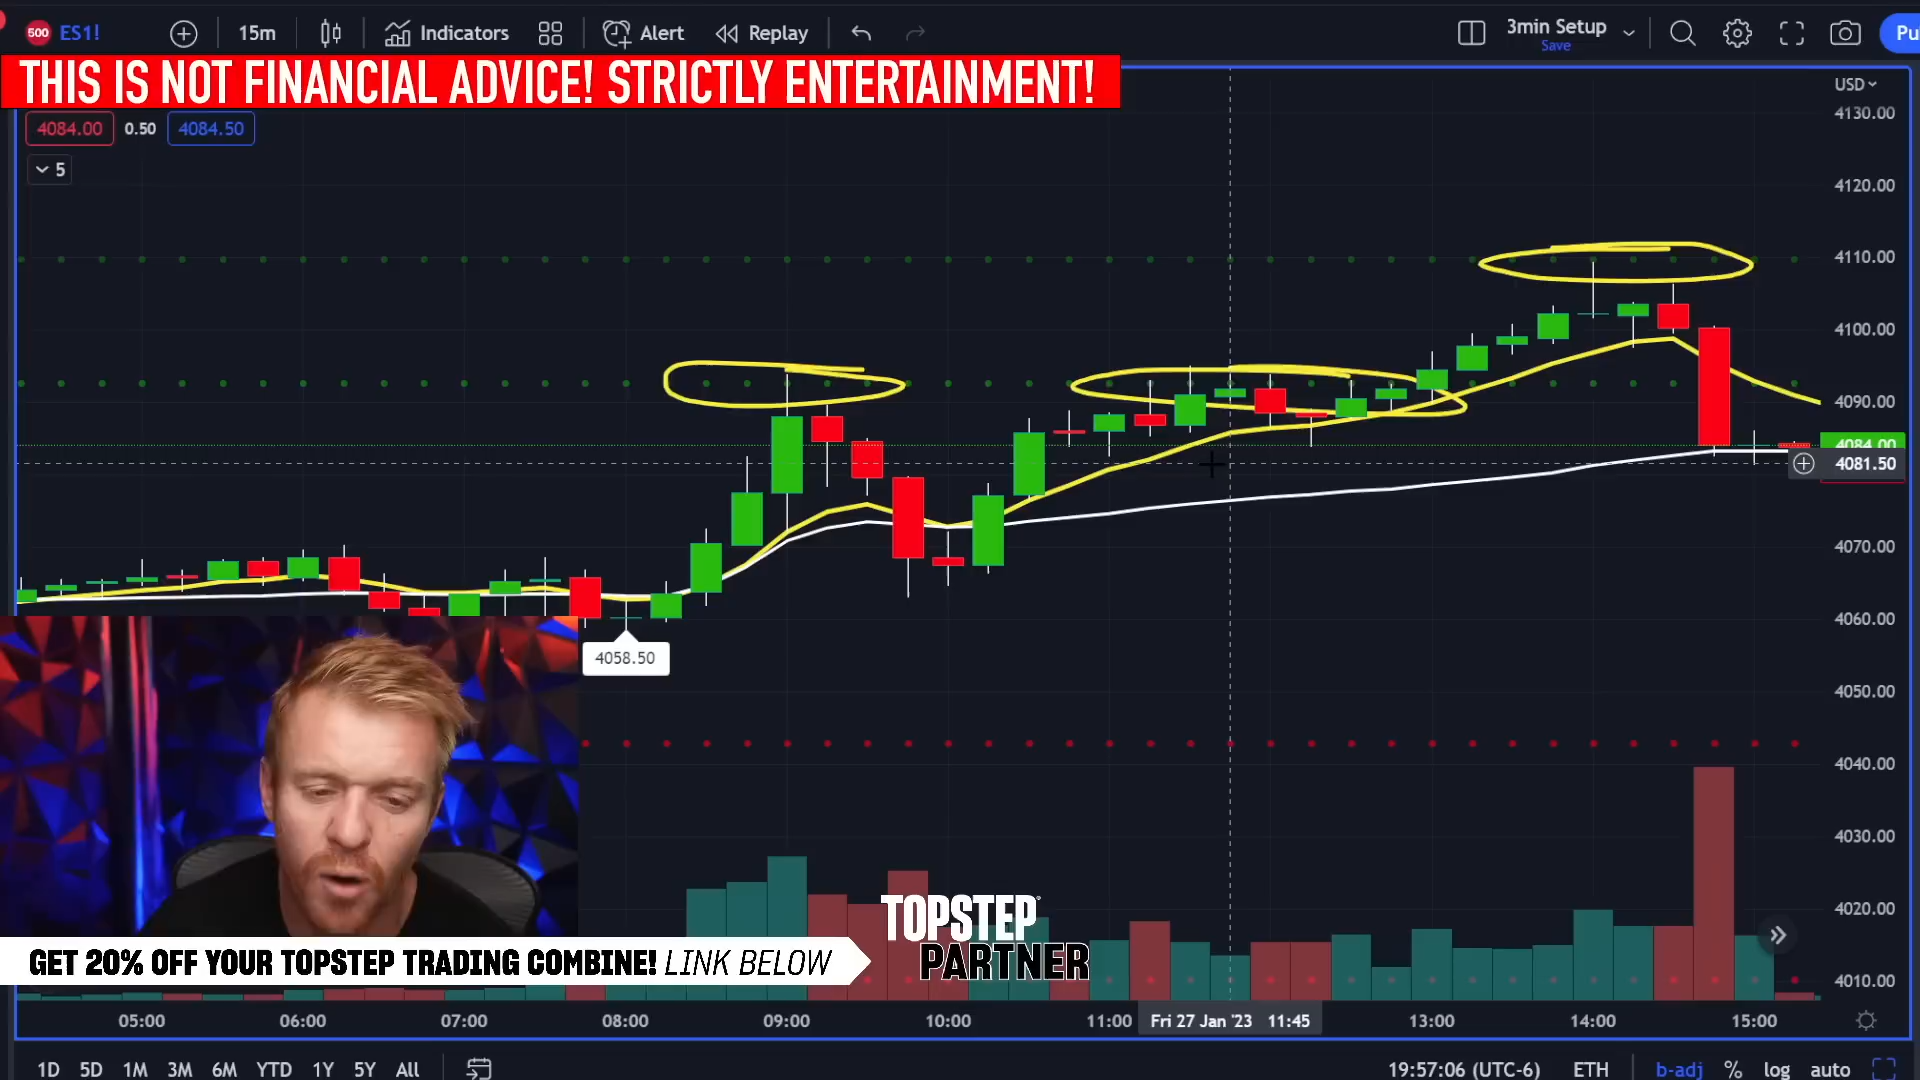 500 ES1! 15m Indicators Alert Replay 3min Setup Save Pu
THIS IS NOT FINANCIAL ADVICE! STRICTLY ENTERTAINMENT!
USD
4084.00 0.50 4084.50
5
4130.00
4120.00
4110.00
4100.00
4090.00
4084.00
4081.50
4070.00
4060.00
4058.50
4050.00
4040.00
4030.00
4020.00
4010.00
TOPSTEP
PARTNER
GET 20% OFF YOUR TOPSTEP TRADING COMBINE! LINK BELOW
05:00 06:00 07:00 08:00 09:00 10:00 11:00 Fri 27 Jan '23 11:45 13:00 14:00 15:00
1D 5D 1M 3M 6M YTD 1Y 5Y All 19:57:06 (UTC-6) ETH b-adj % log auto